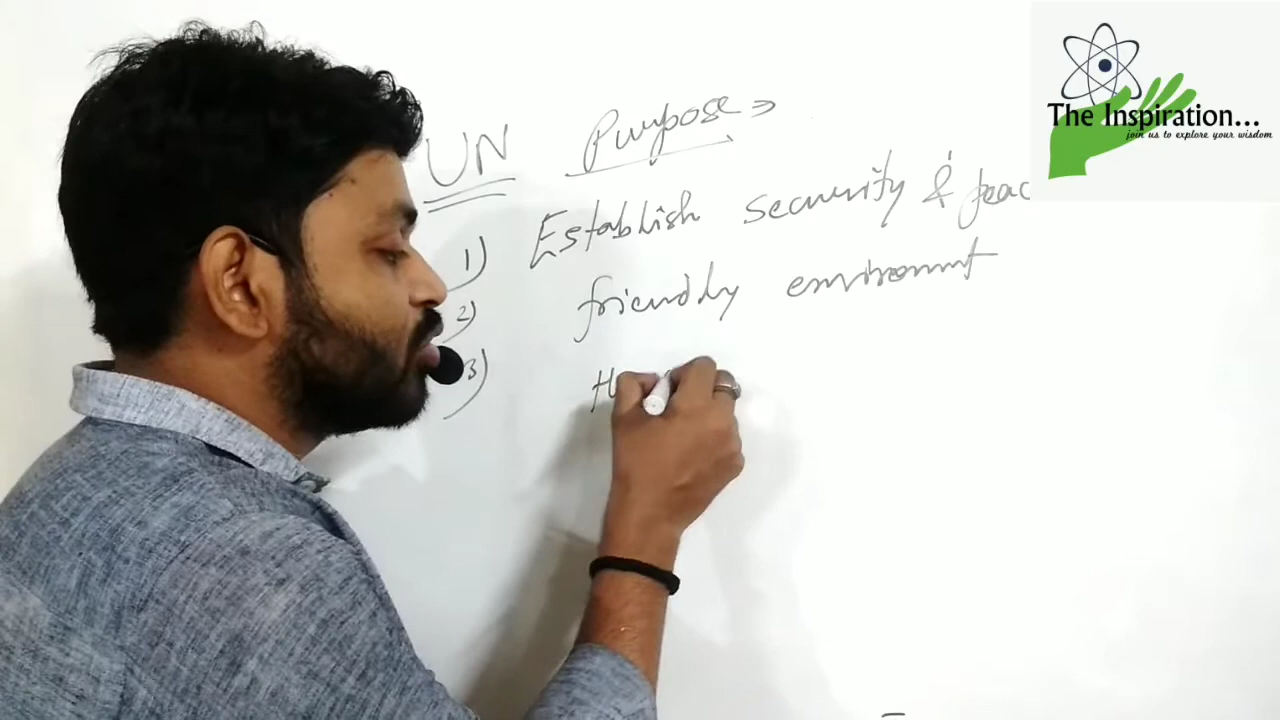 The Inspiration...
join us to explore your wisdom
UN Purpose
1) Establish security & peac
2) friendly environment
3) H